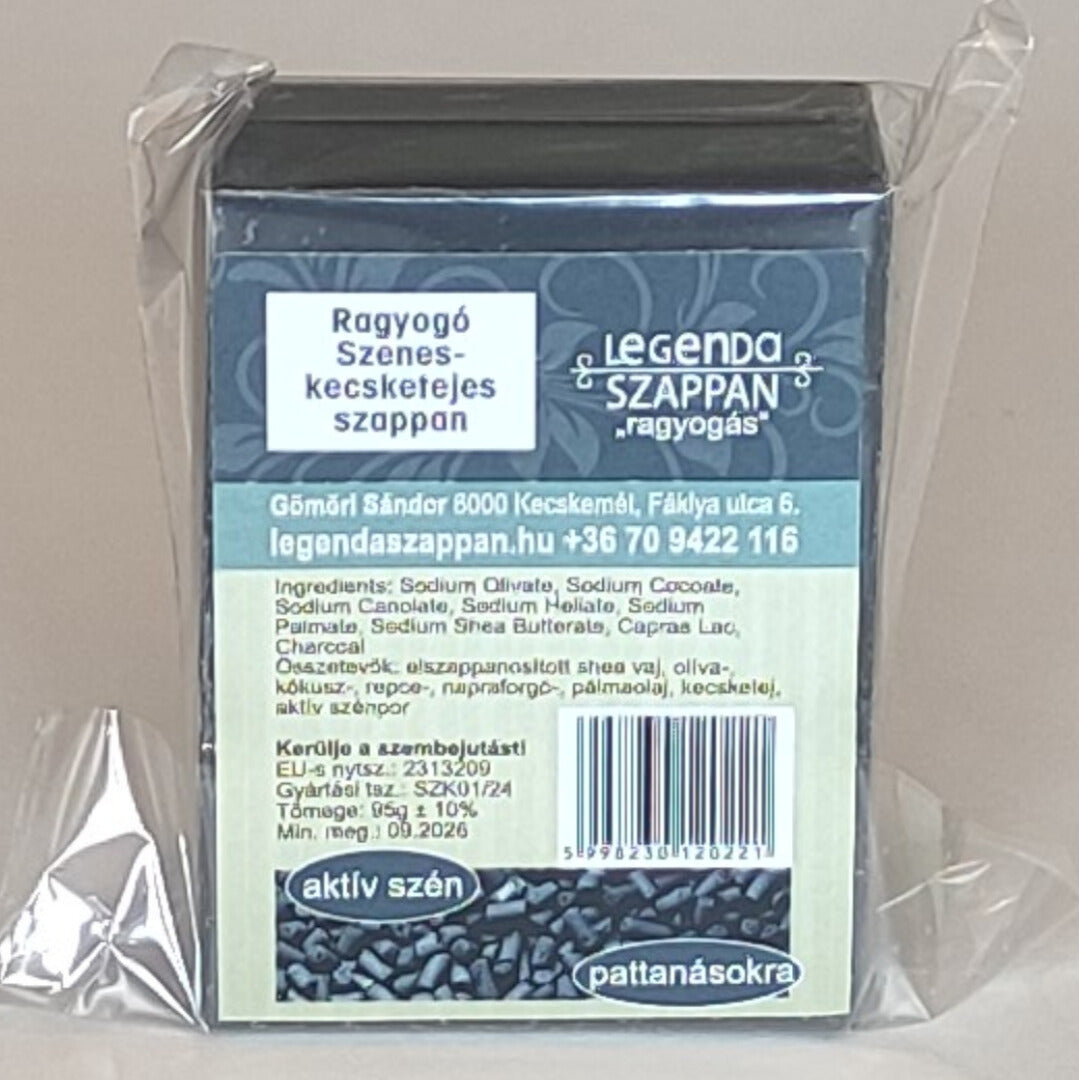 Ragyogó
Szenes-
kecsketejes
szappan
LEGENDA
SZAPPAN
„ragyogás"
Gömöri Sándor 6000 Kecskemét, Fáklya utca 6.
legendaszappan.hu +36 70 9422 116
Ingredients: Sodium Olivate, Sodium Cocoate,
Sodium Canolate, Sodium Heliate, Sodium
Palmate, Sodium Shea Butterate, Caprae Lac,
Charcoal
Összetevők: elszappanosított shea vaj, olíva-,
kókusz-, repce-, napraforgó-, pálmaolaj, kecsketej,
aktív szénpor
Kerülje a szembejutást!
EU-s nytsz.: 2313209
Gyártási tsz.: SZK01/24
Tömege: 95g ± 10%
Min. meg.: 09.2026
5 998230 120221
aktív szén
pattanásokra